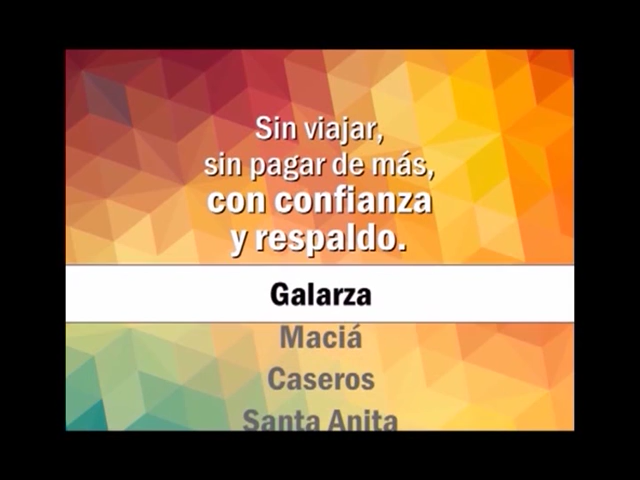 Sin viajar,
sin pagar de más,
con confianza
y respaldo.
Galarza
Maciá
Caseros
Santa Anita